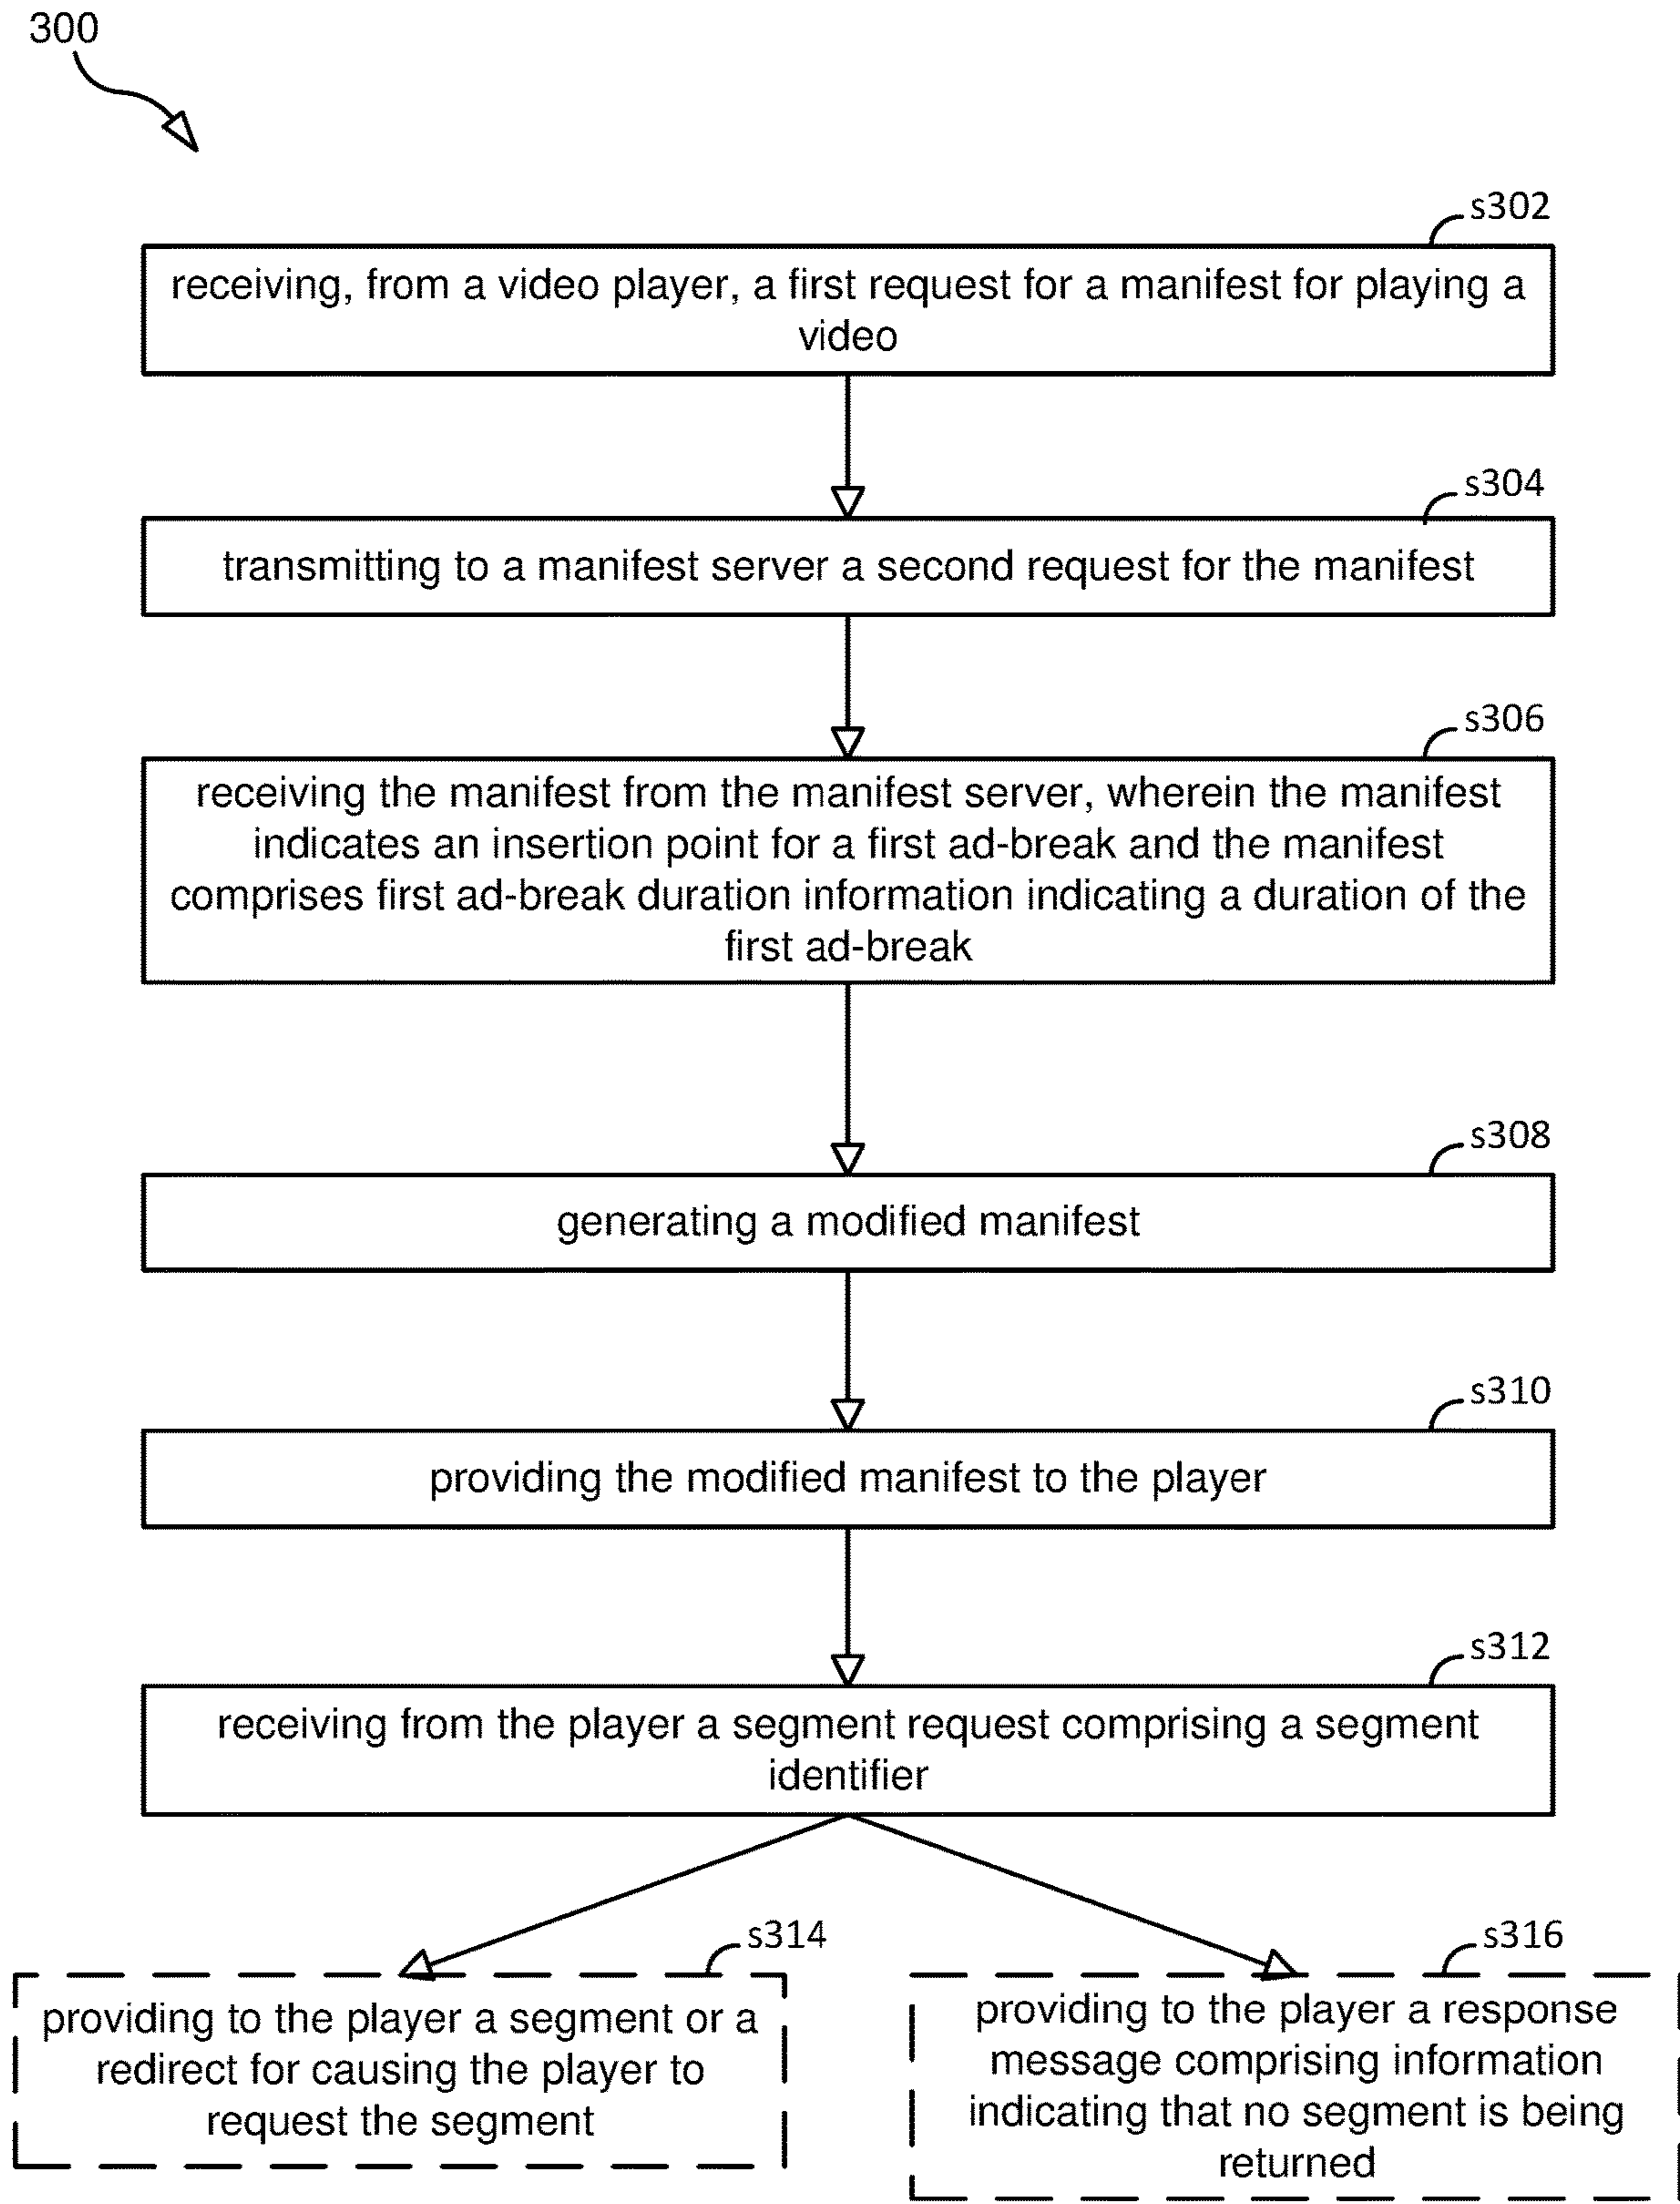 300
s302
receiving, from a video player, a first request for a manifest for playing a
video
s304
transmitting to a manifest server a second request for the manifest
s306
receiving the manifest from the manifest server, wherein the manifest
indicates an insertion point for a first ad-break and the manifest
comprises first ad-break duration information indicating a duration of the
first ad-break
s308
generating a modified manifest
s310
providing the modified manifest to the player
s312
receiving from the player a segment request comprising a segment
identifier
s314
providing to the player a segment or a
redirect for causing the player to
request the segment
s316
providing to the player a response
message comprising information
indicating that no segment is being
returned